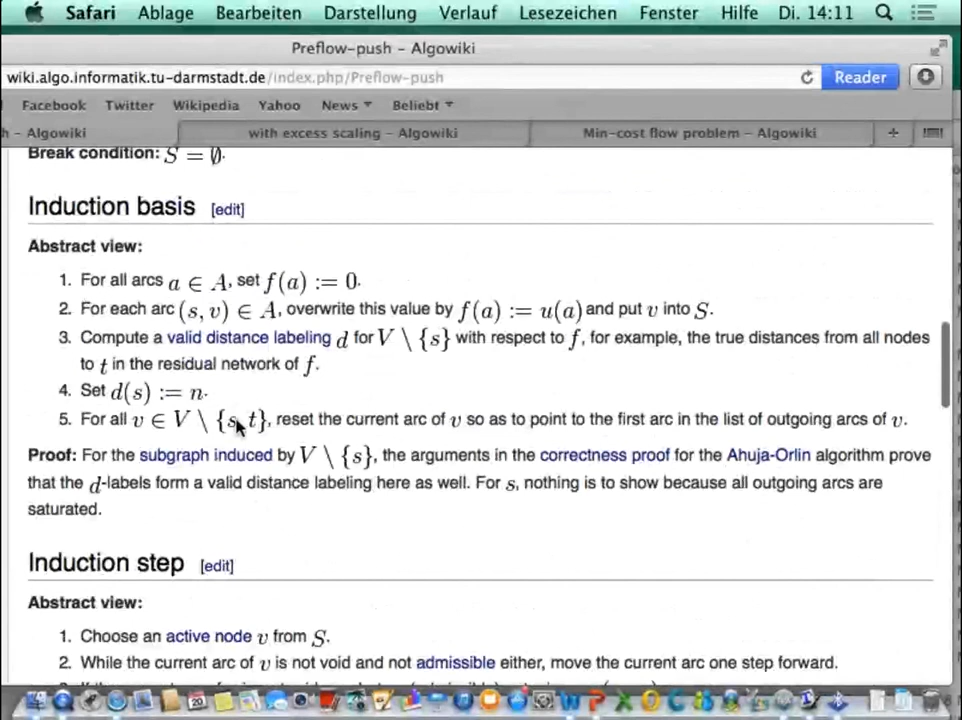 Safari Ablage Bearbeiten Darstellung Verlauf Lesezeichen Fenster Hilfe Di. 14:11
Preflow-push – Algowiki
wiki.algo.informatik.tu-darmstadt.de/index.php/Preflow-push Reader
Facebook Twitter Wikipedia Yahoo News Beliebt
h – Algowiki with excess scaling – Algowiki Min-cost flow problem – Algowiki +
Break condition: S = ∅.
Induction basis [edit]
Abstract view:
1. For all arcs a ∈ A, set f(a) := 0.
2. For each arc (s, v) ∈ A, overwrite this value by f(a) := u(a) and put v into S.
3. Compute a valid distance labeling d for V \ {s} with respect to f, for example, the true distances from all nodes
to t in the residual network of f.
4. Set d(s) := n.
5. For all v ∈ V \ {s, t}, reset the current arc of v so as to point to the first arc in the list of outgoing arcs of v.
Proof: For the subgraph induced by V \ {s}, the arguments in the correctness proof for the Ahuja-Orlin algorithm prove
that the d-labels form a valid distance labeling here as well. For s, nothing is to show because all outgoing arcs are
saturated.
Induction step [edit]
Abstract view:
1. Choose an active node v from S.
2. While the current arc of v is not void and not admissible either, move the current arc one step forward.